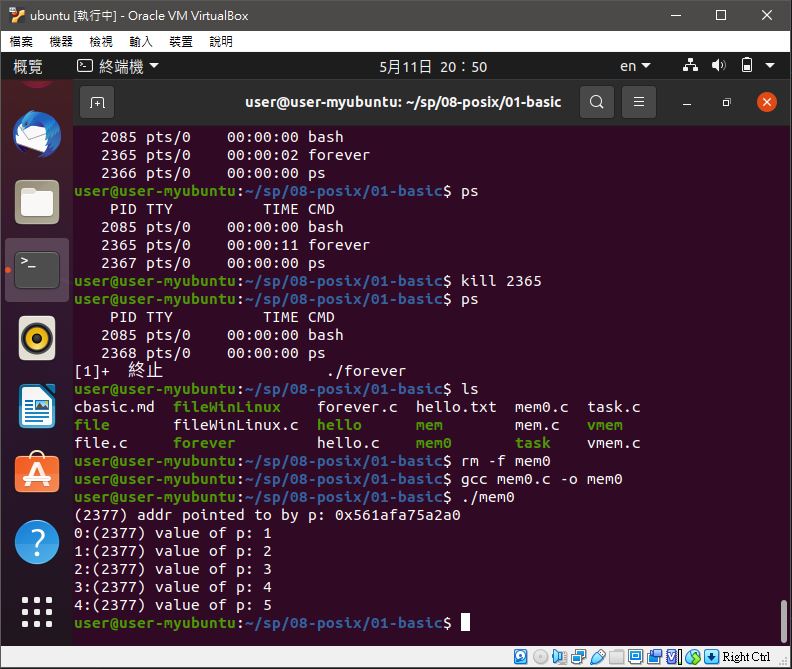 ubuntu [執行中] - Oracle VM VirtualBox
檔案 機器 檢視 輸入 裝置 說明
概覽 終端機 5月11日 20：50 en
user@user-myubuntu: ~/sp/08-posix/01-basic
2085 pts/0    00:00:00 bash
2365 pts/0    00:00:02 forever
2366 pts/0    00:00:00 ps
user@user-myubuntu:~/sp/08-posix/01-basic$ ps
PID TTY          TIME CMD
2085 pts/0    00:00:00 bash
2365 pts/0    00:00:11 forever
2367 pts/0    00:00:00 ps
user@user-myubuntu:~/sp/08-posix/01-basic$ kill 2365
user@user-myubuntu:~/sp/08-posix/01-basic$ ps
PID TTY          TIME CMD
2085 pts/0    00:00:00 bash
2368 pts/0    00:00:00 ps
[1]+  終止                  ./forever
user@user-myubuntu:~/sp/08-posix/01-basic$ ls
cbasic.md  fileWinLinux    forever.c  hello.txt  mem0.c  task.c
file       fileWinLinux.c  hello      mem        mem.c   vmem
file.c     forever         hello.c    mem0       task    vmem.c
user@user-myubuntu:~/sp/08-posix/01-basic$ rm -f mem0
user@user-myubuntu:~/sp/08-posix/01-basic$ gcc mem0.c -o mem0
user@user-myubuntu:~/sp/08-posix/01-basic$ ./mem0
(2377) addr pointed to by p: 0x561afa75a2a0
0:(2377) value of p: 1
1:(2377) value of p: 2
2:(2377) value of p: 3
3:(2377) value of p: 4
4:(2377) value of p: 5
user@user-myubuntu:~/sp/08-posix/01-basic$
Right Ctrl